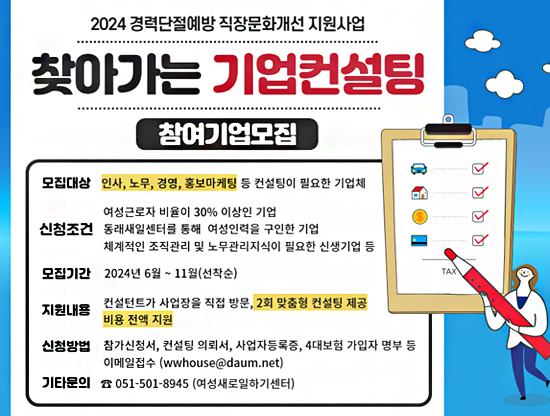 2024 경력단절예방 직장문화개선 지원사업
찾아가는 기업컨설팅
참여기업모집
모집대상 인사, 노무, 경영, 홍보마케팅 등 컨설팅이 필요한 기업체
신청조건 여성근로자 비율이 30% 이상인 기업
동래새일센터를 통해 여성인력을 구인한 기업
체계적인 조직관리 및 노무관리지식이 필요한 신생기업 등
모집기간 2024년 6월 ~ 11월(선착순)
지원내용 컨설턴트가 사업장을 직접 방문, 2회 맞춤형 컨설팅 제공
비용 전액 지원
신청방법 참가신청서, 컨설팅 의뢰서, 사업자등록증, 4대보험 가입자 명부 등
이메일접수 (wwhouse@daum.net)
기타문의 ☎ 051-501-8945 (여성새로일하기센터)
$
TAX